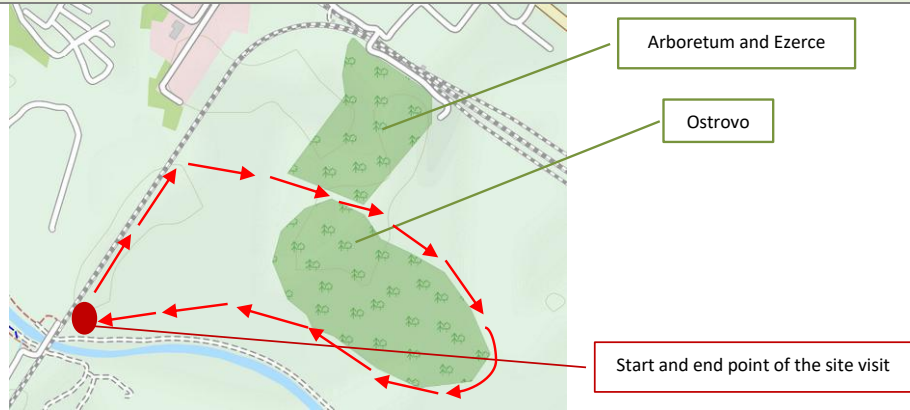 Arboretum and Ezerce
Ostrovo
Start and end point of the site visit